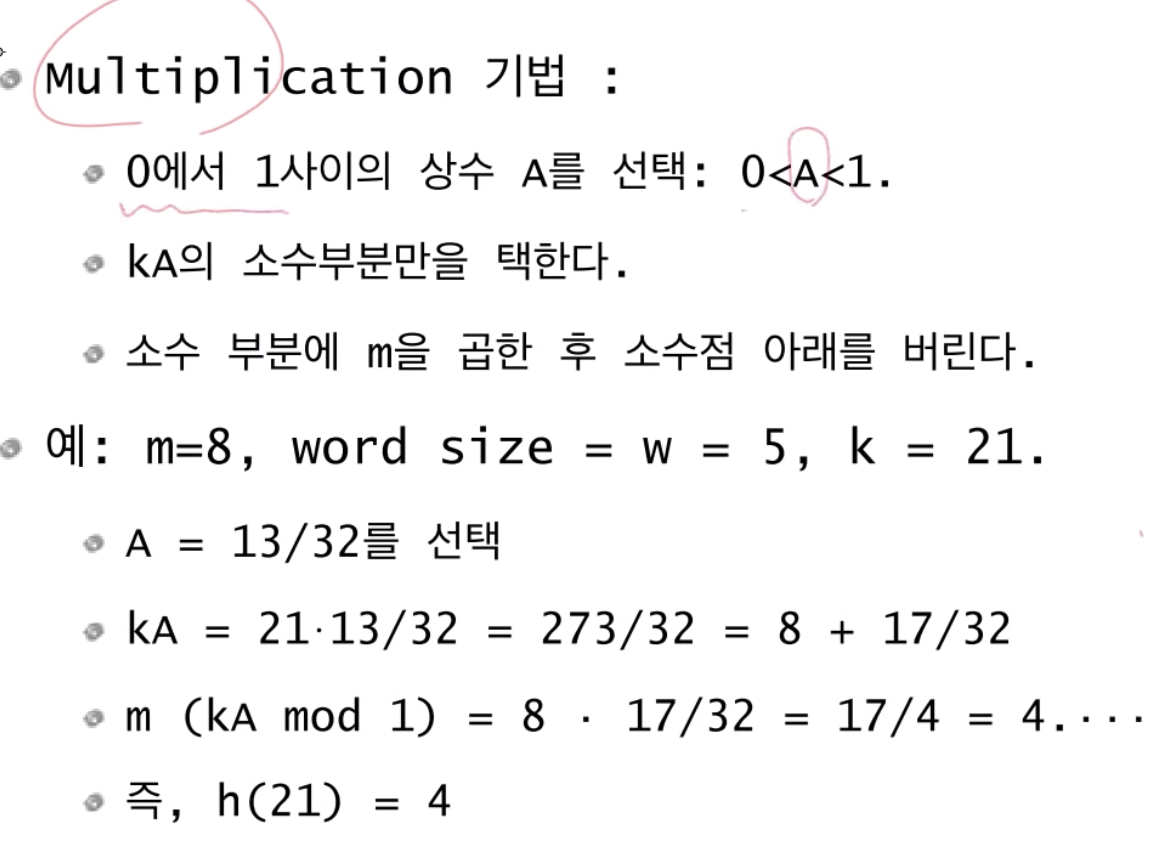 Multiplication 기법 :
0에서 1사이의 상수 A를 선택: 0<A<1.
kA의 소수부분만을 택한다.
소수 부분에 m을 곱한 후 소수점 아래를 버린다.
예: m=8, word size = w = 5, k = 21.
A = 13/32를 선택
kA = 21·13/32 = 273/32 = 8 + 17/32
m (kA mod 1) = 8 · 17/32 = 17/4 = 4.···
즉, h(21) = 4